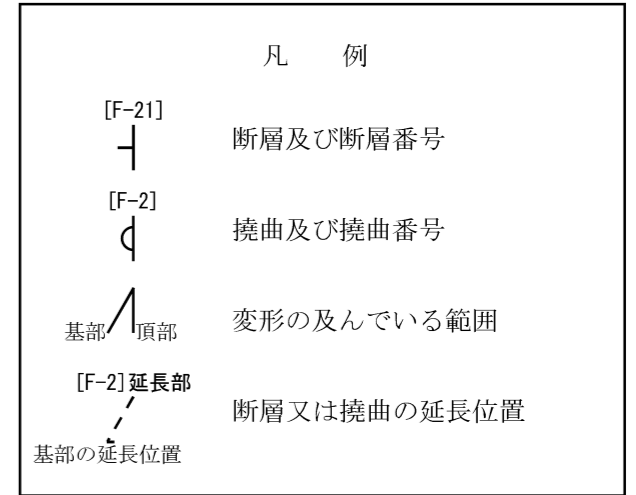 凡　例
[F-21]
断層及び断層番号
[F-2]
撓曲及び撓曲番号
基部 頂部
変形の及んでいる範囲
[F-2]延長部
断層又は撓曲の延長位置
基部の延長位置